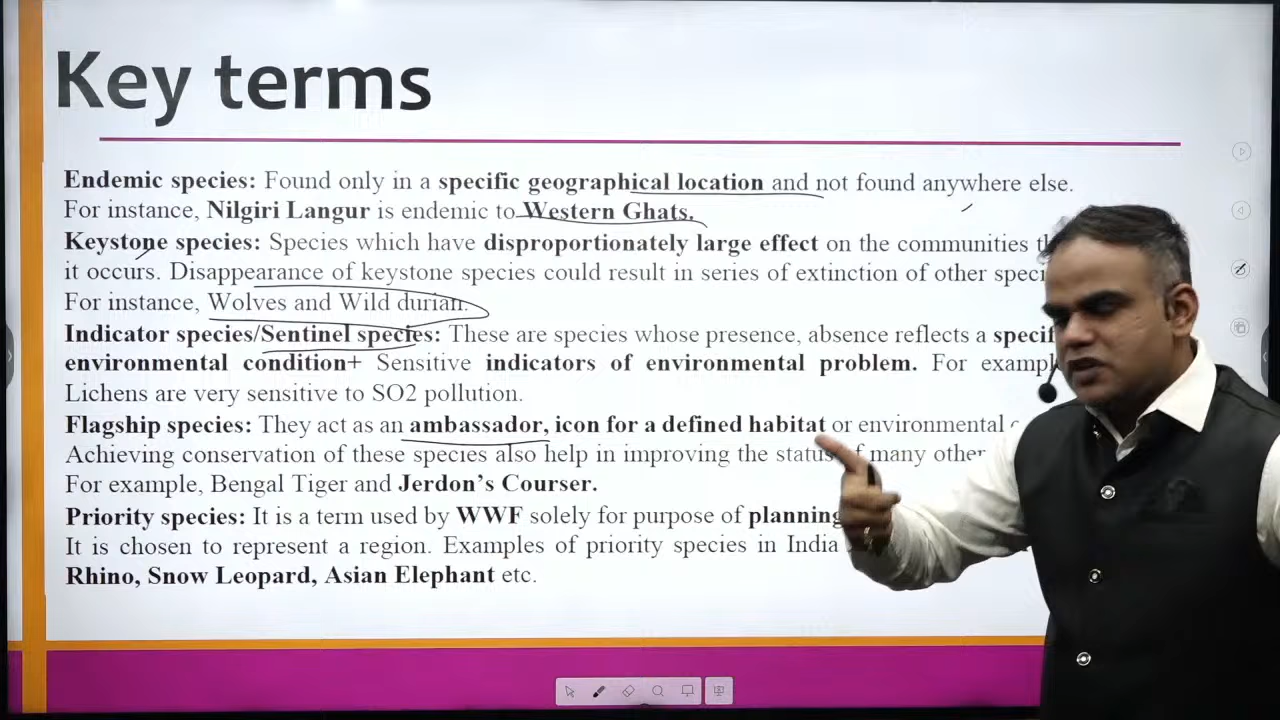 Key terms
Endemic species: Found only in a specific geographical location and not found anywhere else.
For instance, Nilgiri Langur is endemic to Western Ghats.
Keystone species: Species which have disproportionately large effect on the communities
it occurs. Disappearance of keystone species could result in series of extinction of other
For instance, Wolves and Wild durian.
Indicator species/Sentinel species: These are species whose presence, absence reflects a
environmental condition+ Sensitive indicators of environmental problem. For
Lichens are very sensitive to SO2 pollution.
Flagship species: They act as an ambassador, icon for a defined habitat or environmental
Achieving conservation of these species also help in improving the status of many other
For example, Bengal Tiger and Jerdon's Courser.
Priority species: It is a term used by WWF solely for purpose of planning
It is chosen to represent a region. Examples of priority species in India
Rhino, Snow Leopard, Asian Elephant etc.